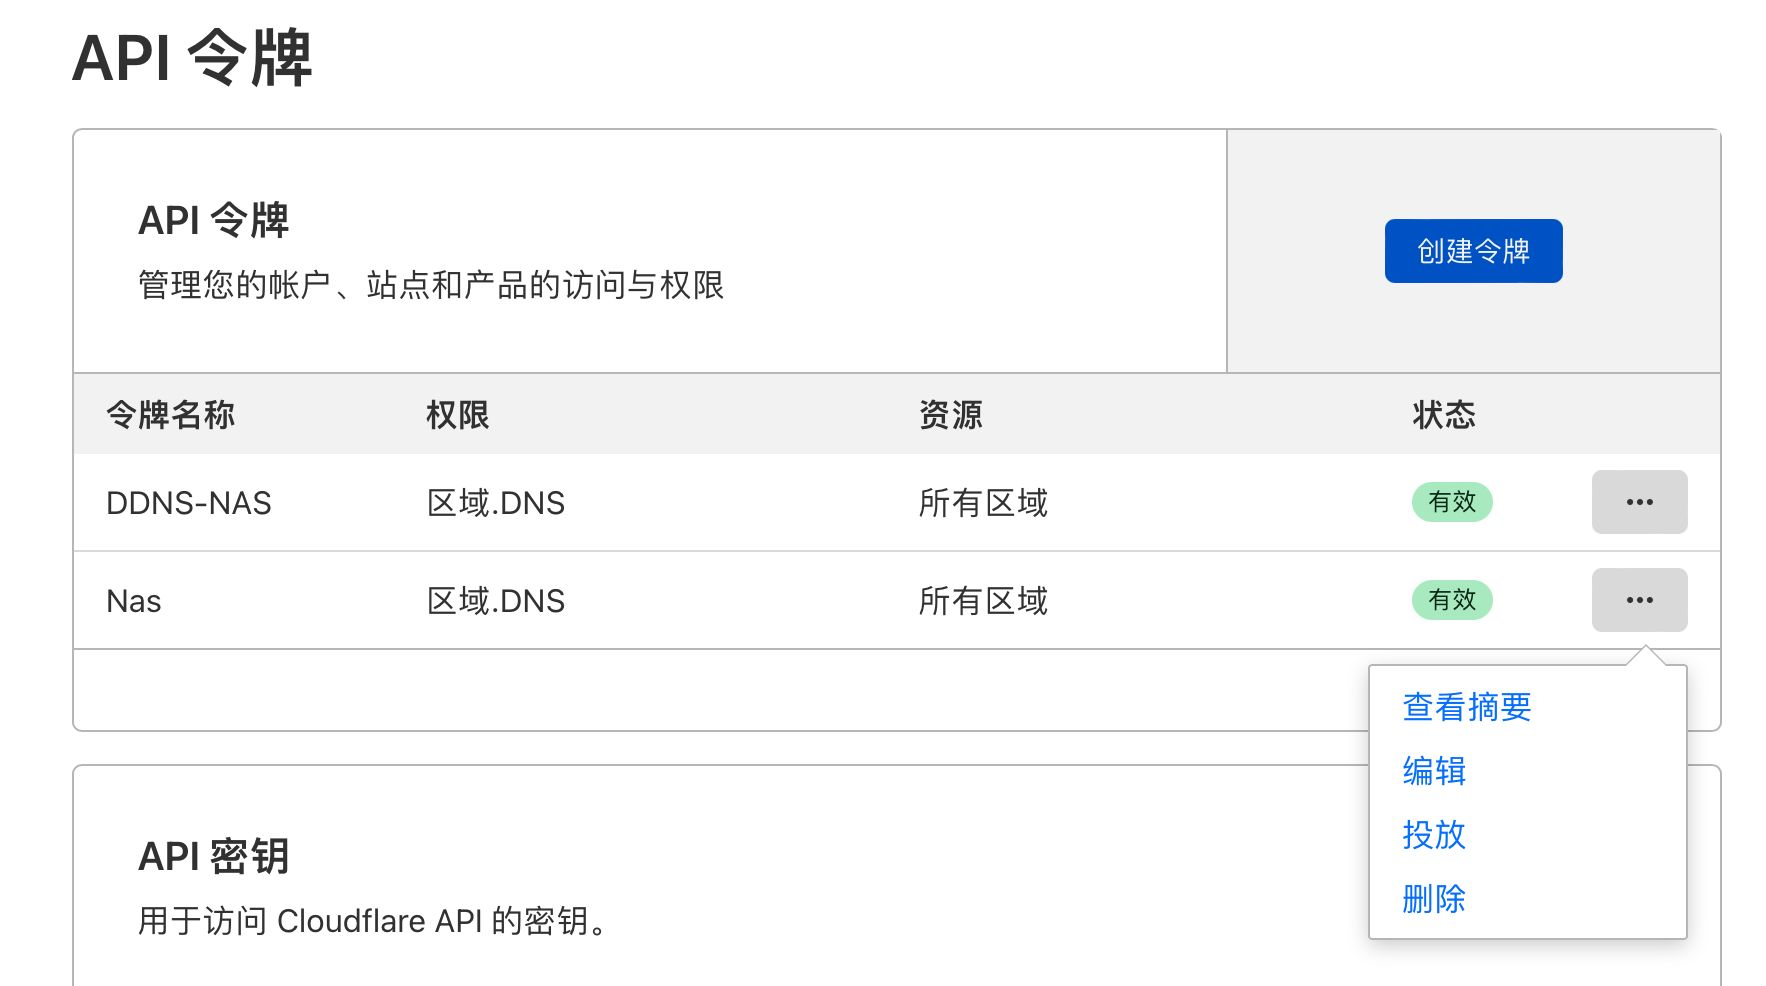 API 令牌
API 令牌
管理您的帐户、站点和产品的访问与权限
创建令牌
令牌名称 权限 资源 状态
DDNS-NAS 区域.DNS 所有区域 有效 •••
Nas 区域.DNS 所有区域 有效 •••
查看摘要
编辑
投放
删除
API 密钥
用于访问 Cloudflare API 的密钥。